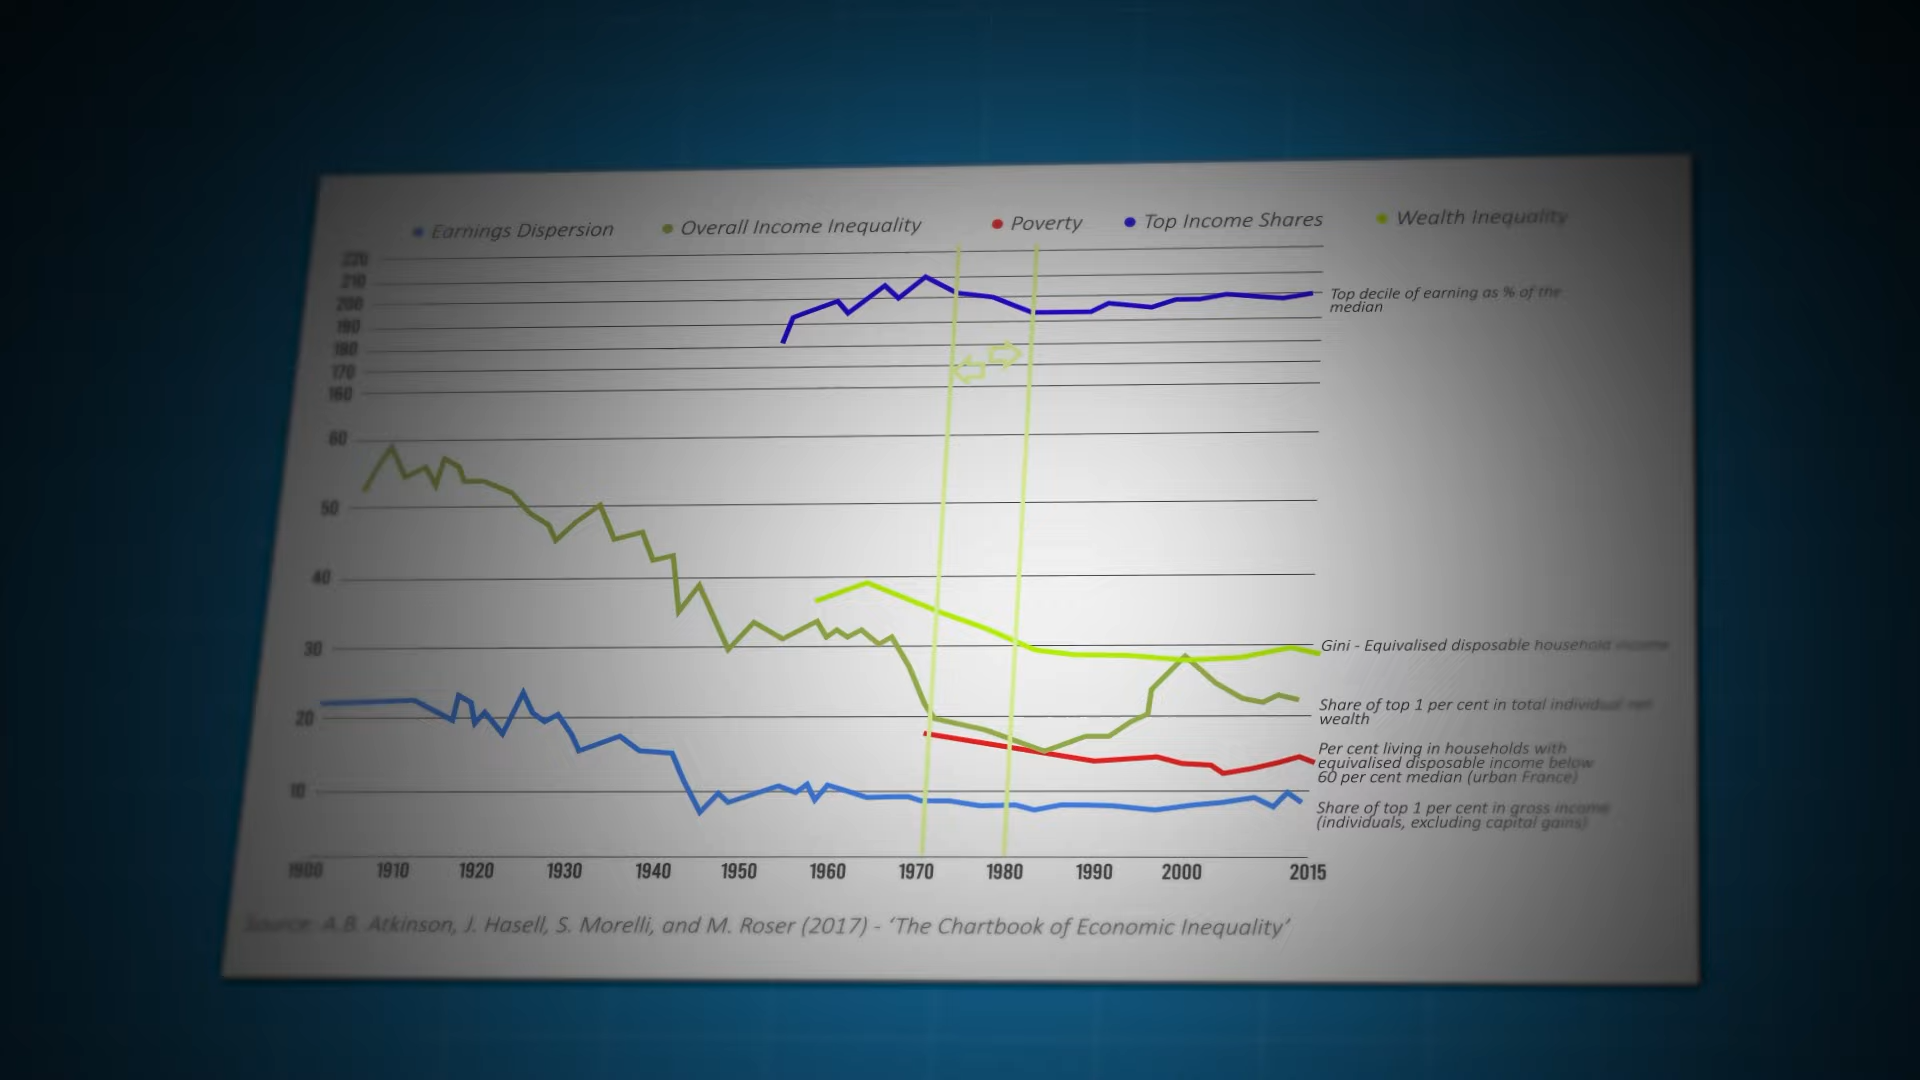 Earnings Dispersion Overall Income Inequality Poverty Top Income Shares Wealth Inequality
220
210
200
190
180
170
160
60
50
40
30
20
10
Top decile of earning as % of the
median
Gini - Equivalised disposable household income
Share of top 1 per cent in total individual net
wealth
Per cent living in households with
equivalised disposable income below
60 per cent median (urban France)
Share of top 1 per cent in gross income
(individuals, excluding capital gains)
1900 1910 1920 1930 1940 1950 1960 1970 1980 1990 2000 2015
Source: A.B. Atkinson, J. Hasell, S. Morelli, and M. Roser (2017) - ‘The Chartbook of Economic Inequality’